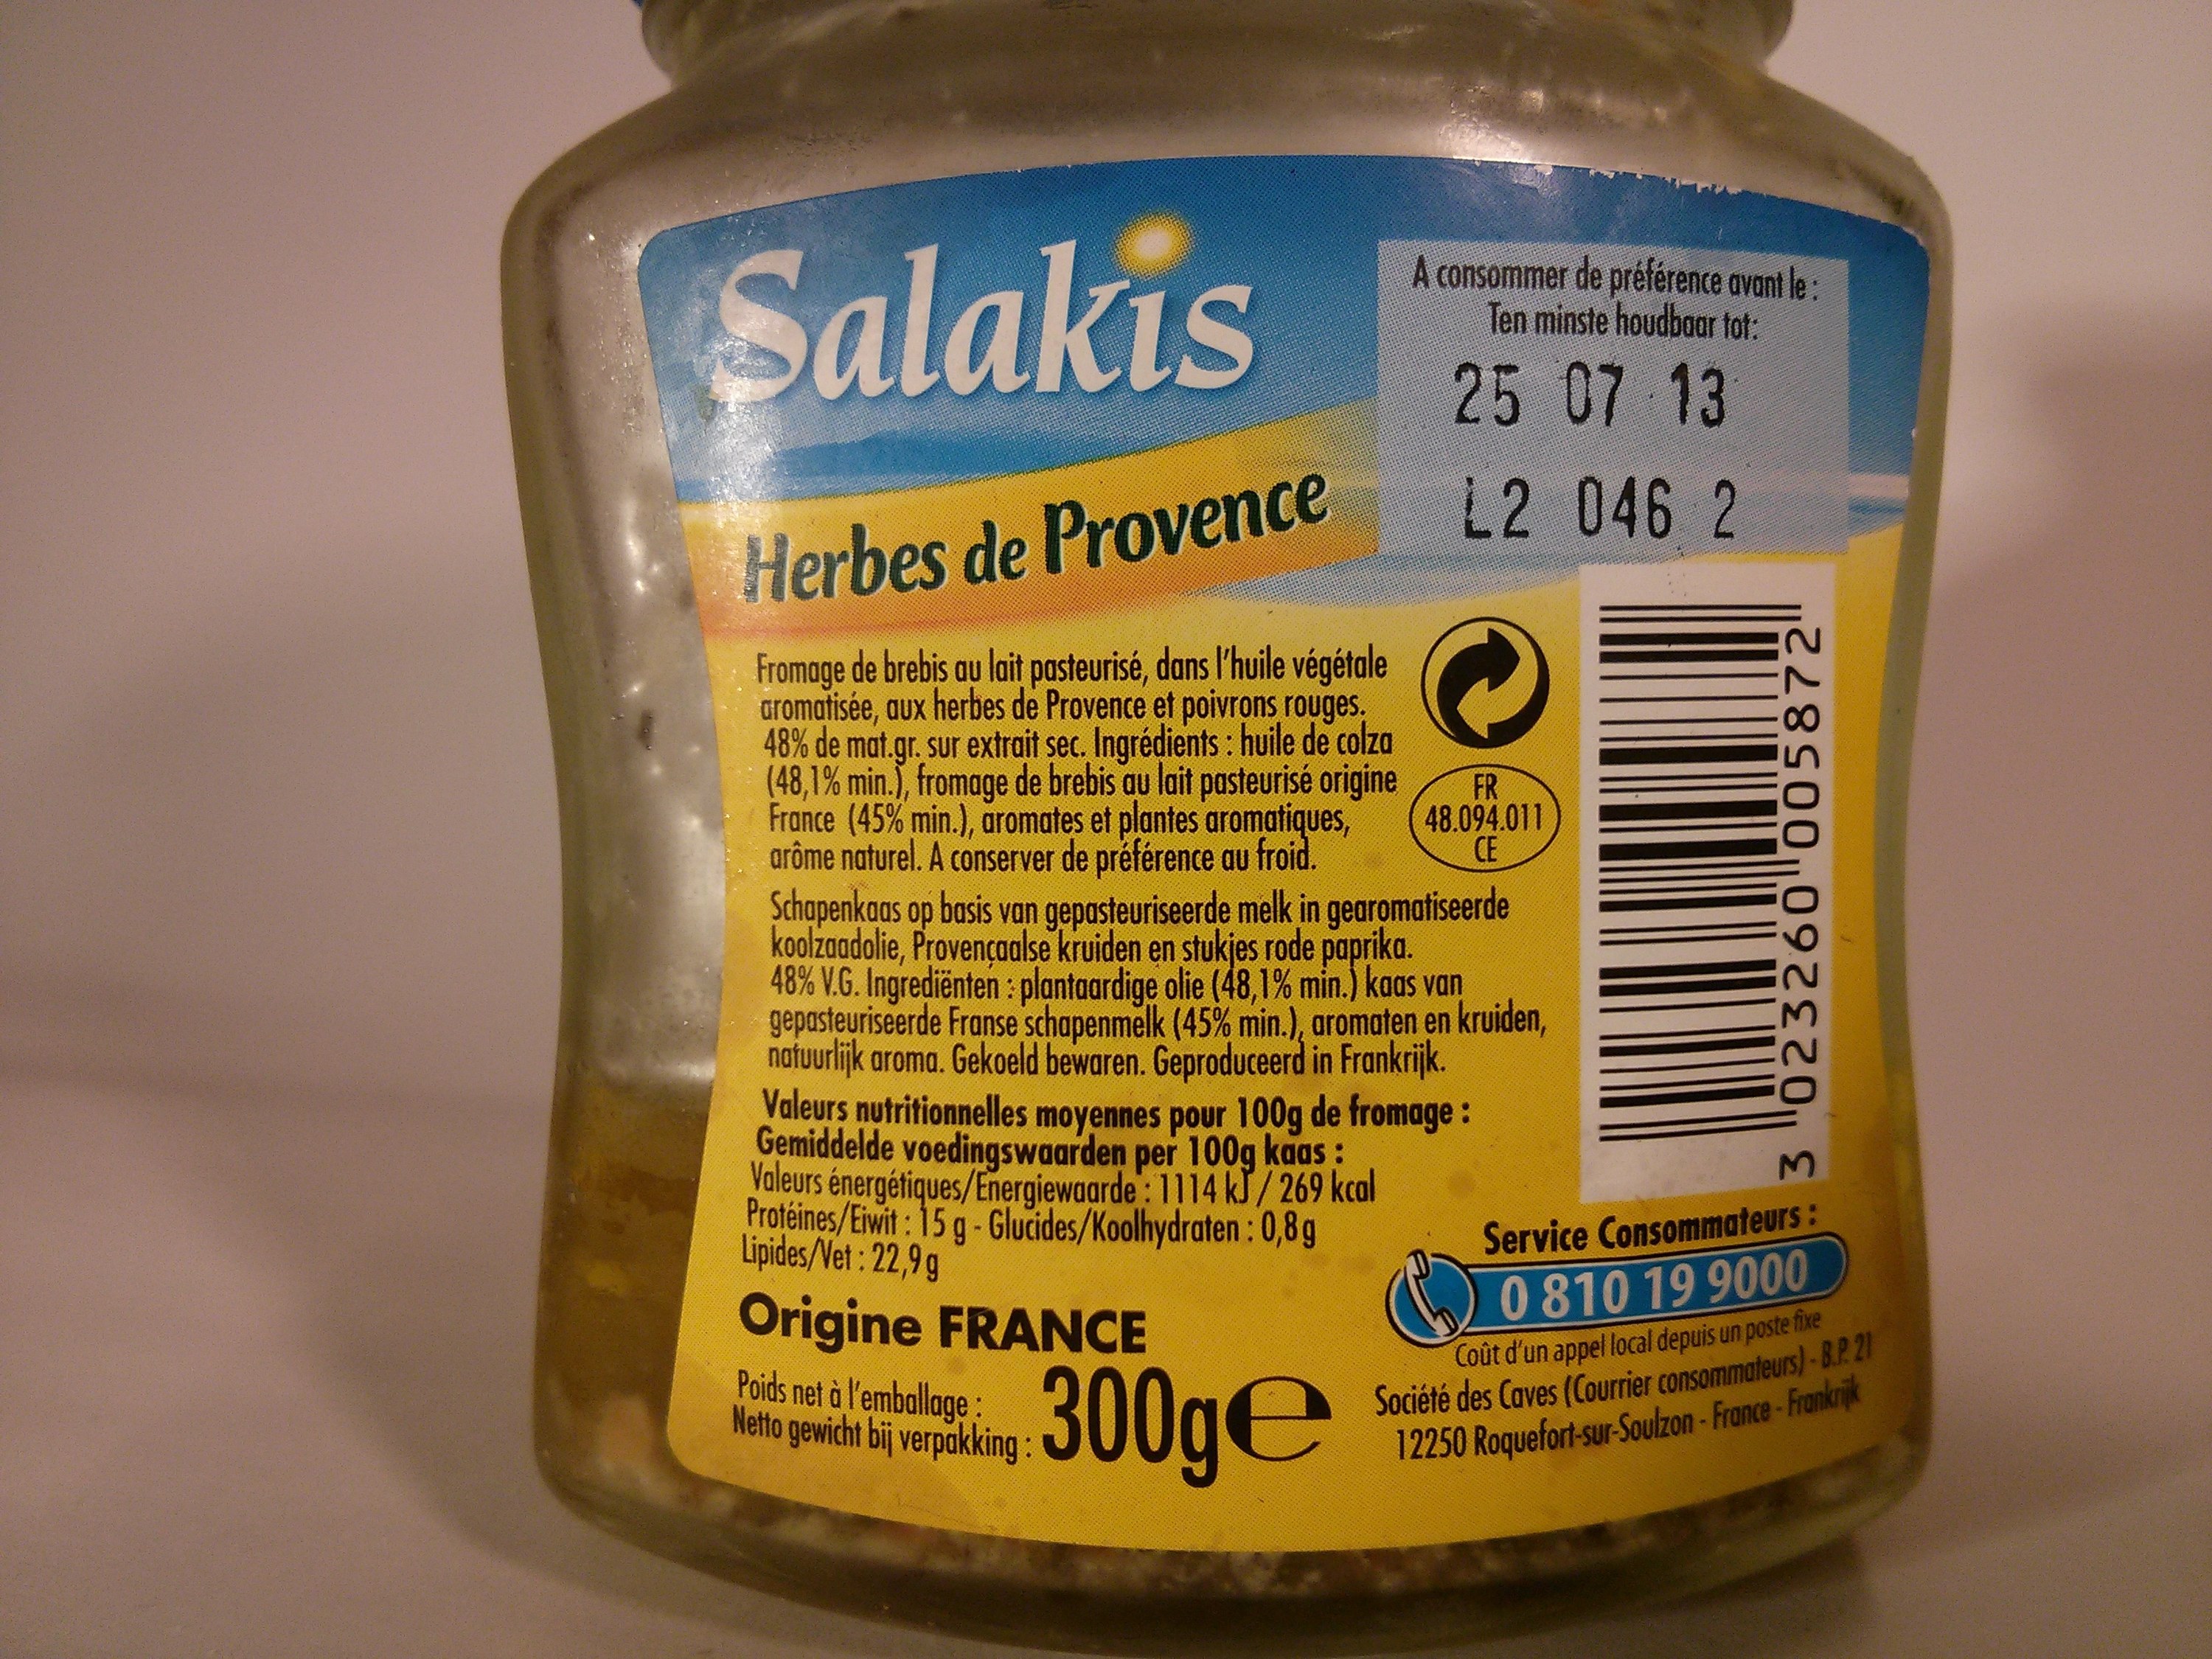 Salakis
Herbes de Provence
A consommer de préférence avant le :
Ten minste houdbaar tot:
25 07 13
L2 046 2
Fromage de brebis au lait pasteurisé, dans l'huile végétale
aromatisée, aux herbes de Provence et poivrons rouges.
48% de mat.gr. sur extrait sec. Ingrédients : huile de colza
(48,1% min.), fromage de brebis au lait pasteurisé origine
France (45% min.), aromates et plantes aromatiques,
arôme naturel. A conserver de préférence au froid.
FR
48.094.011
CE
Schapenkaas op basis van gepasteuriseerde melk in gearomatiseerde
koolzaadolie, Provençaalse kruiden en stukjes rode paprika.
48% V.G. Ingrediënten : plantaardige olie (48,1% min.) kaas van
gepasteuriseerde Franse schapenmelk (45% min.), aromaten en kruiden,
natuurlijk aroma. Gekoeld bewaren. Geproduceerd in Frankrijk.
Valeurs nutritionnelles moyennes pour 100g de fromage :
Gemiddelde voedingswaarden per 100g kaas :
Valeurs énergétiques/Energiewaarde : 1114 kJ / 269 kcal
Protéines/Eiwit : 15 g - Glucides/Koolhydraten : 0,8 g
Lipides/Vet : 22,9 g
Origine FRANCE
Poids net à l'emballage :
Netto gewicht bij verpakking :
300g e
3 023260 005872
Service Consommateurs :
0 810 19 9000
Coût d'un appel local depuis un poste fixe
Société des Caves (Courrier consommateurs) - B.P. 21
12250 Roquefort-sur-Soulzon - France - Frankrijk